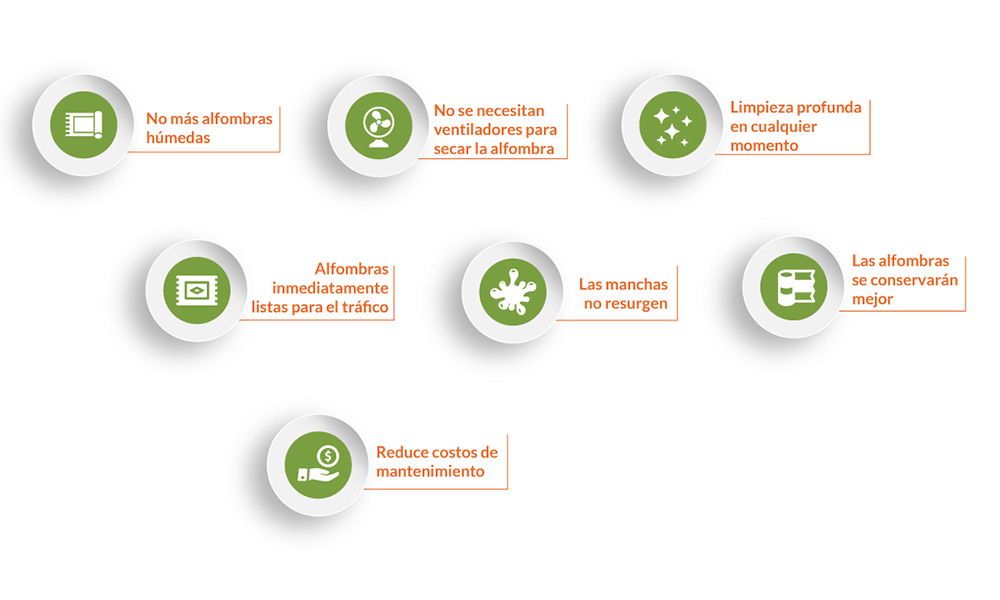 No más alfombras
húmedas
No se necesitan
ventiladores para
secar la alfombra
Limpieza profunda
en cualquier
momento
Alfombras
inmediatamente
listas para el tráfico
Las manchas
no resurgen
Las alfombras
se conservarán
mejor
$
Reduce costos de
mantenimiento